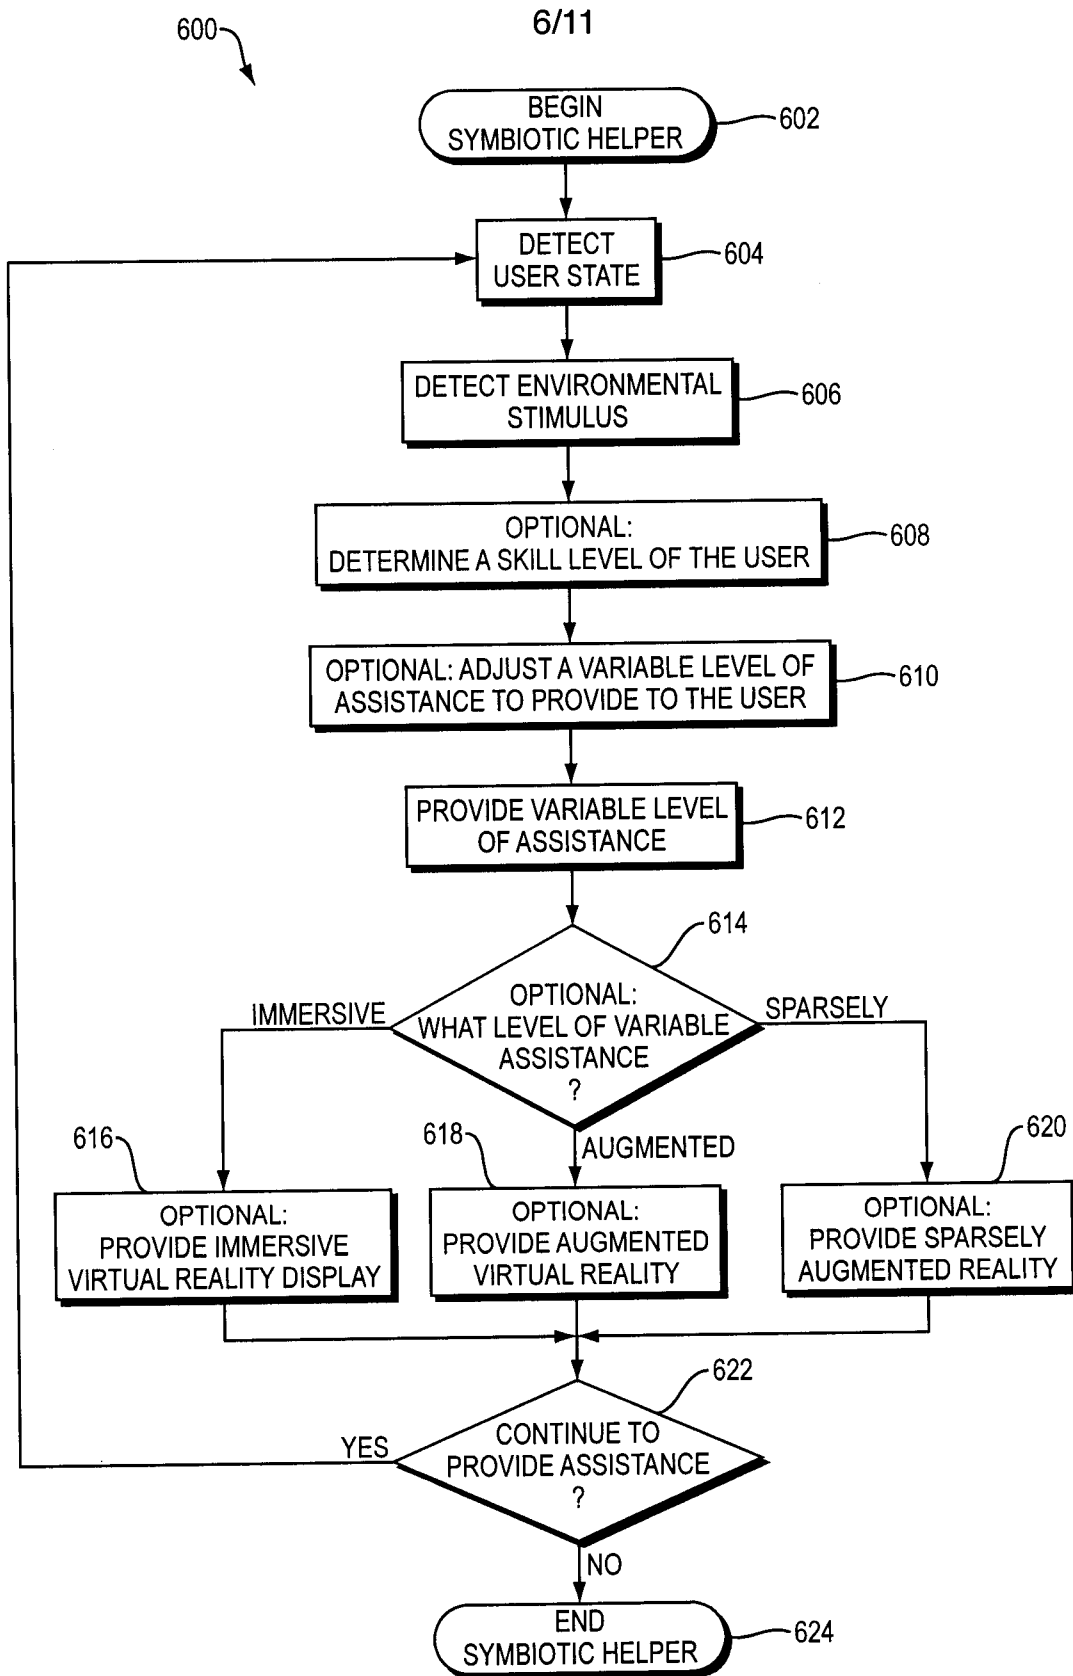 6/11
600
BEGIN
SYMBIOTIC HELPER
602
DETECT
USER STATE
604
DETECT ENVIRONMENTAL
STIMULUS
606
OPTIONAL:
DETERMINE A SKILL LEVEL OF THE USER
608
OPTIONAL: ADJUST A VARIABLE LEVEL OF
ASSISTANCE TO PROVIDE TO THE USER
610
PROVIDE VARIABLE LEVEL
OF ASSISTANCE
612
614
OPTIONAL:
WHAT LEVEL OF VARIABLE
ASSISTANCE
?
IMMERSIVE
SPARSELY
AUGMENTED
616
OPTIONAL:
PROVIDE IMMERSIVE
VIRTUAL REALITY DISPLAY
618
OPTIONAL:
PROVIDE AUGMENTED
VIRTUAL REALITY
620
OPTIONAL:
PROVIDE SPARSELY
AUGMENTED REALITY
622
CONTINUE TO
PROVIDE ASSISTANCE
?
YES
NO
END
SYMBIOTIC HELPER
624